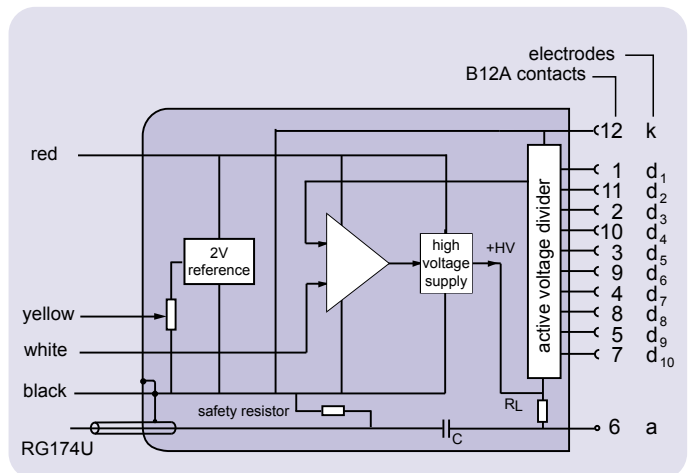 electrodes
B12A contacts
12 k
red
1 d1
11 d2
2 d3
10 d4
3 d5
9 d6
4 d7
8 d8
5 d9
7 d10
active voltage divider
2V
reference
high
voltage
supply
+HV
yellow
white
black
safety resistor
RL
C
6 a
RG174U